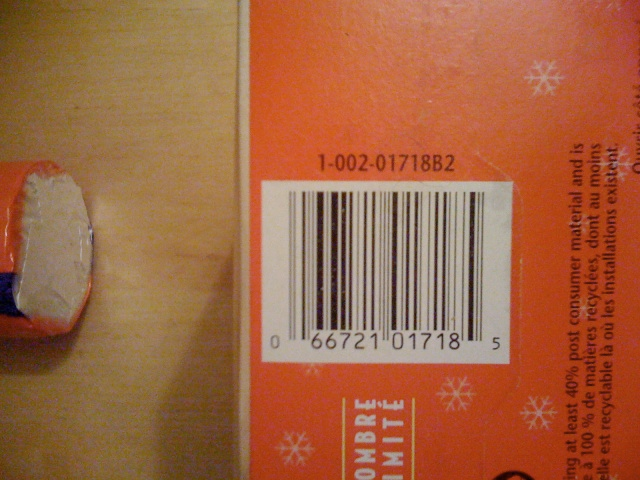 1-002-01718B2
0 66721 01718 5
OMBRE
IMITÉ
ing at least 40% post consumer material and is
e à 100 % de matières recyclées, dont au moins
elle est recyclable là où les installations existent.